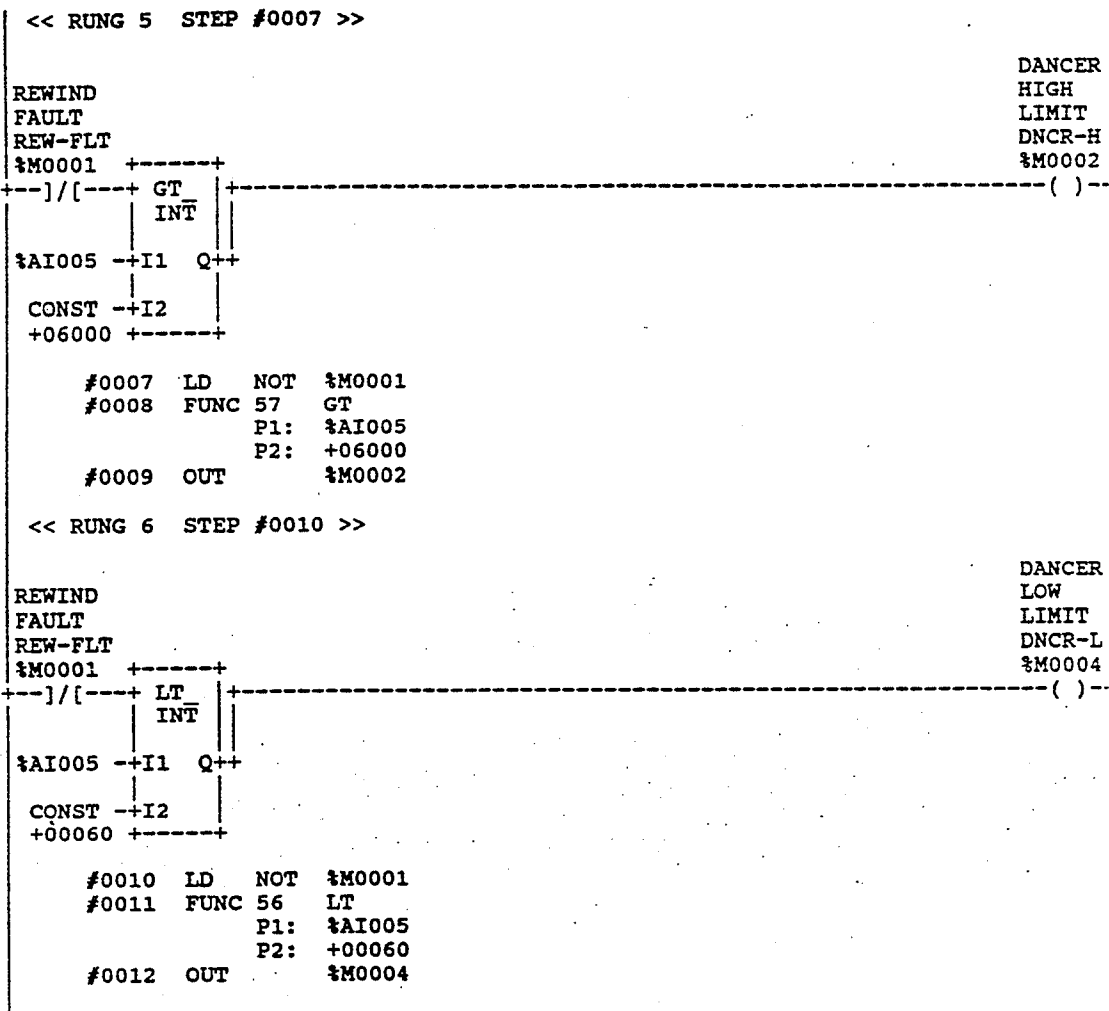 << RUNG 5  STEP #0007 >>
DANCER
REWIND HIGH
FAULT LIMIT
REW-FLT DNCR-H
%M0001 +-----+ %M0002
+--]/[---+ GT |+-----( )--
INT
%AI005 -+I1 Q++
CONST -+I2
+06000 +-----+
#0007 LD NOT %M0001
#0008 FUNC 57 GT
P1: %AI005
P2: +06000
#0009 OUT %M0002
<< RUNG 6  STEP #0010 >>
DANCER
REWIND LOW
FAULT LIMIT
REW-FLT DNCR-L
%M0001 +-----+ %M0004
+--]/[---+ LT |+-----( )--
INT
%AI005 -+I1 Q++
CONST -+I2
+00060 +-----+
#0010 LD NOT %M0001
#0011 FUNC 56 LT
P1: %AI005
P2: +00060
#0012 OUT %M0004